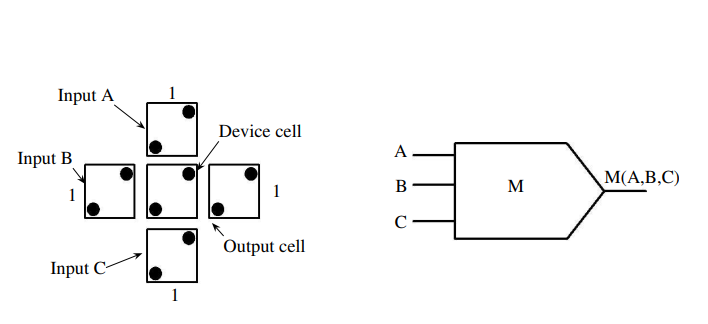 Input A
1
Device cell
Input B
1
1
Output cell
Input C
1
A
B
C
M
M(A,B,C)